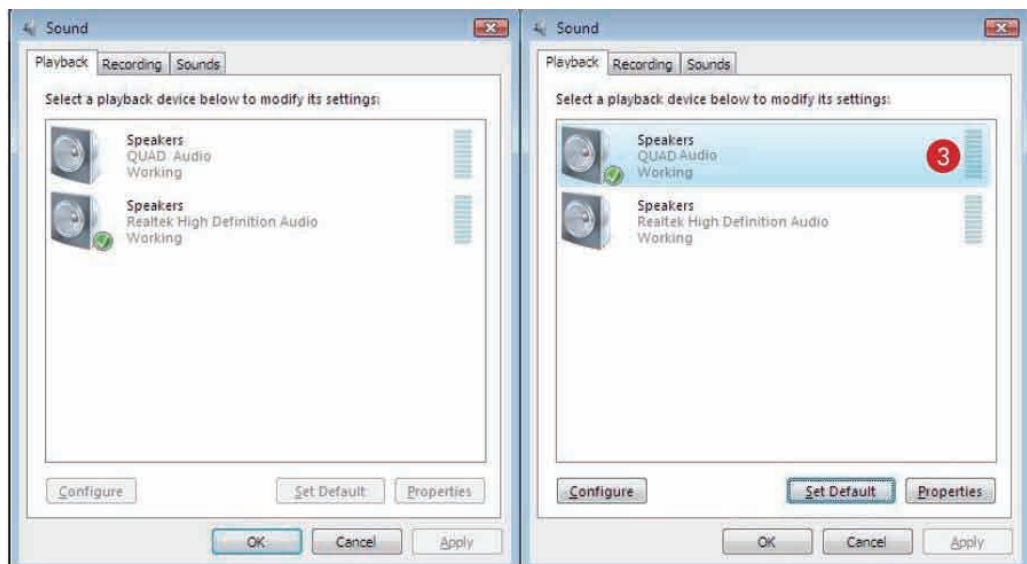 Sound
Playback
Recording
Sounds
Select a playback device below to modify its settings:
Speakers
QUAD Audio
Working
Speakers
Realtek High Definition Audio
Working
Configure
Set Default
Properties
OK
Cancel
Apply
Sound
Playback
Recording
Sounds
Select a playback device below to modify its settings:
Speakers
QUAD Audio
Working
3
Speakers
Realtek High Definition Audio
Working
Configure
Set Default
Properties
OK
Cancel
Apply